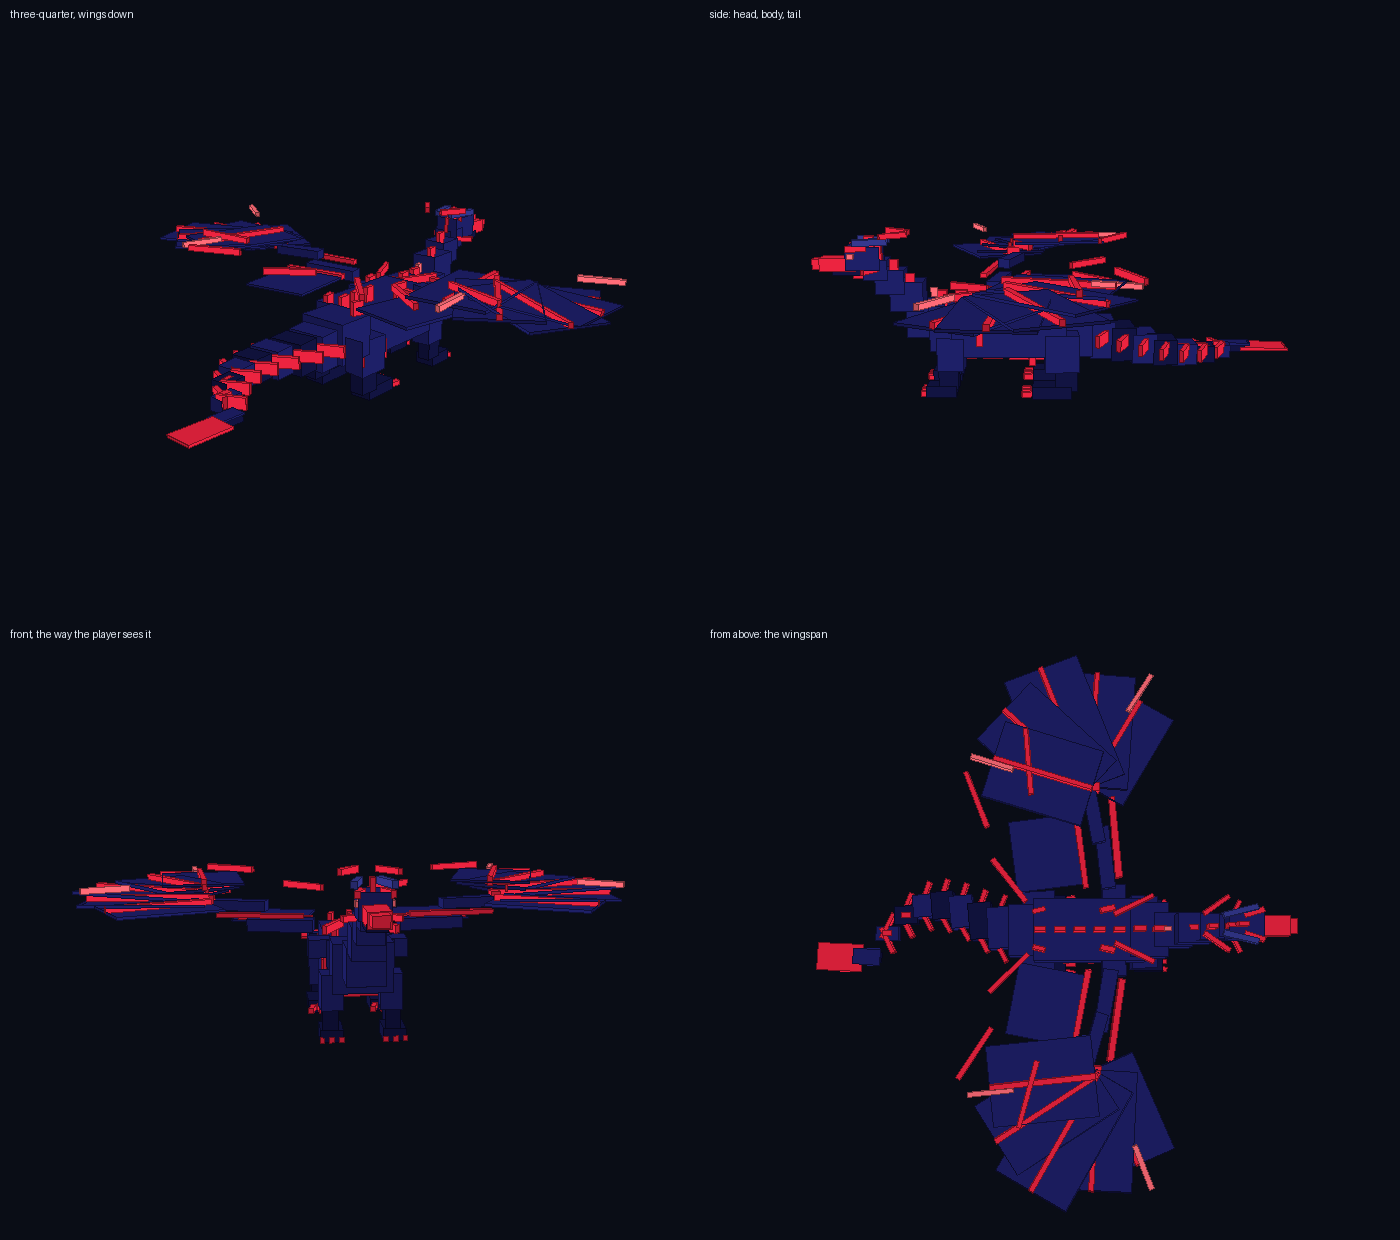 three-quarter, wings down
side: head, body, tail
front, the way the player sees it
from above: the wingspan